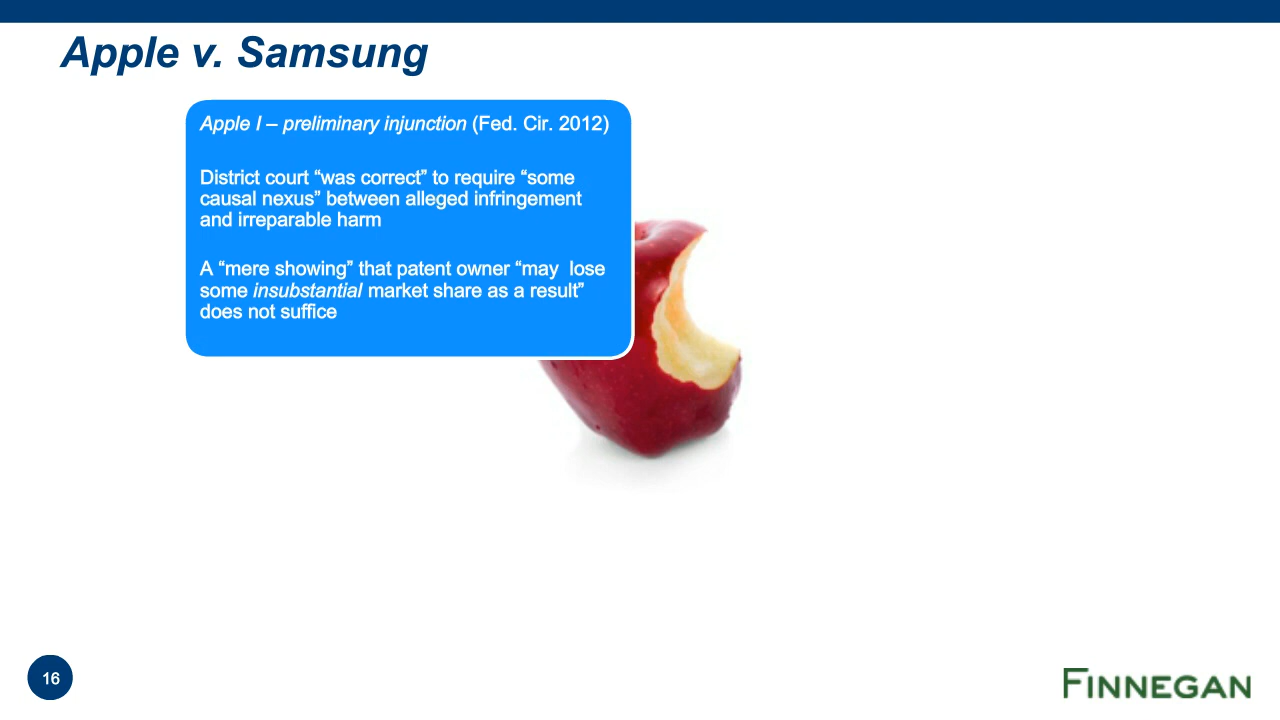 Apple v. Samsung
Apple I – preliminary injunction (Fed. Cir. 2012)
District court “was correct” to require “some
causal nexus” between alleged infringement
and irreparable harm
A “mere showing” that patent owner “may  lose
some insubstantial market share as a result”
does not suffice
16
FINNEGAN